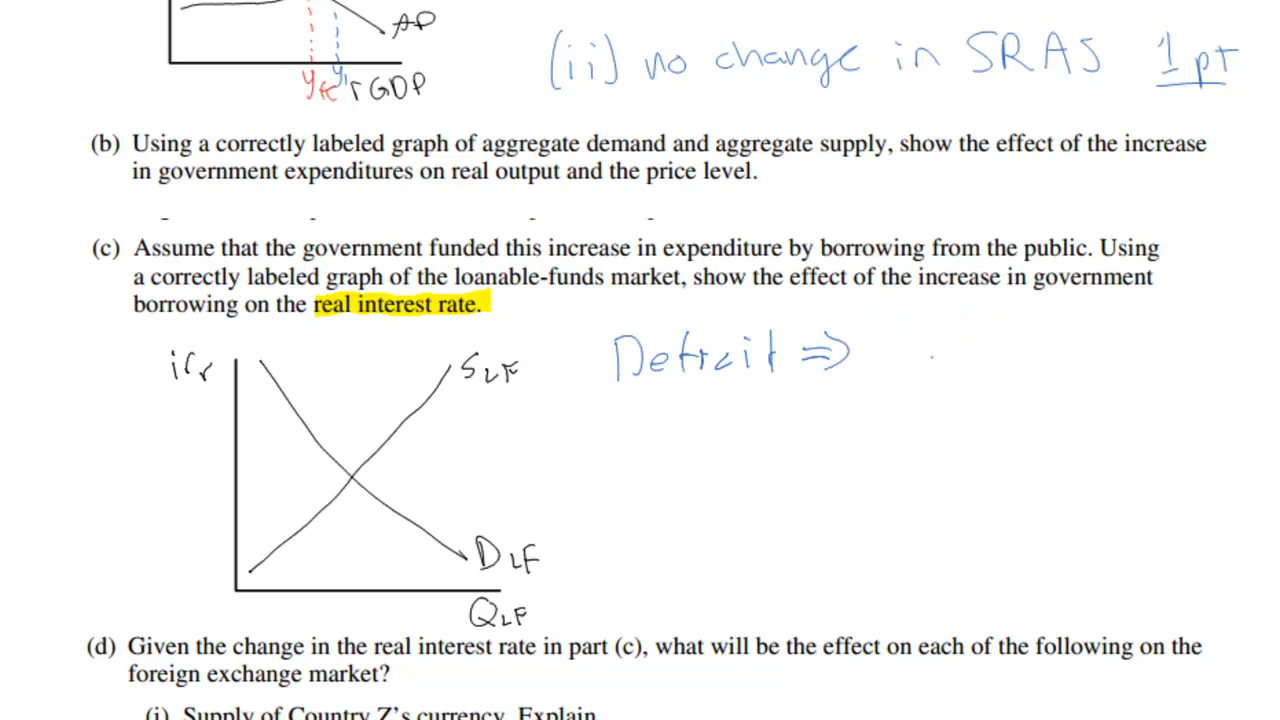 AD
(ii) no change in SRAS 1 pt
rGDP
(b) Using a correctly labeled graph of aggregate demand and aggregate supply, show the effect of the increase
in government expenditures on real output and the price level.
(c) Assume that the government funded this increase in expenditure by borrowing from the public. Using
a correctly labeled graph of the loanable-funds market, show the effect of the increase in government
borrowing on the real interest rate.
Defecit ⇒
SLF
DLF
QLF
(d) Given the change in the real interest rate in part (c), what will be the effect on each of the following on the
foreign exchange market?
(i) Supply of Country Z's currency. Explain